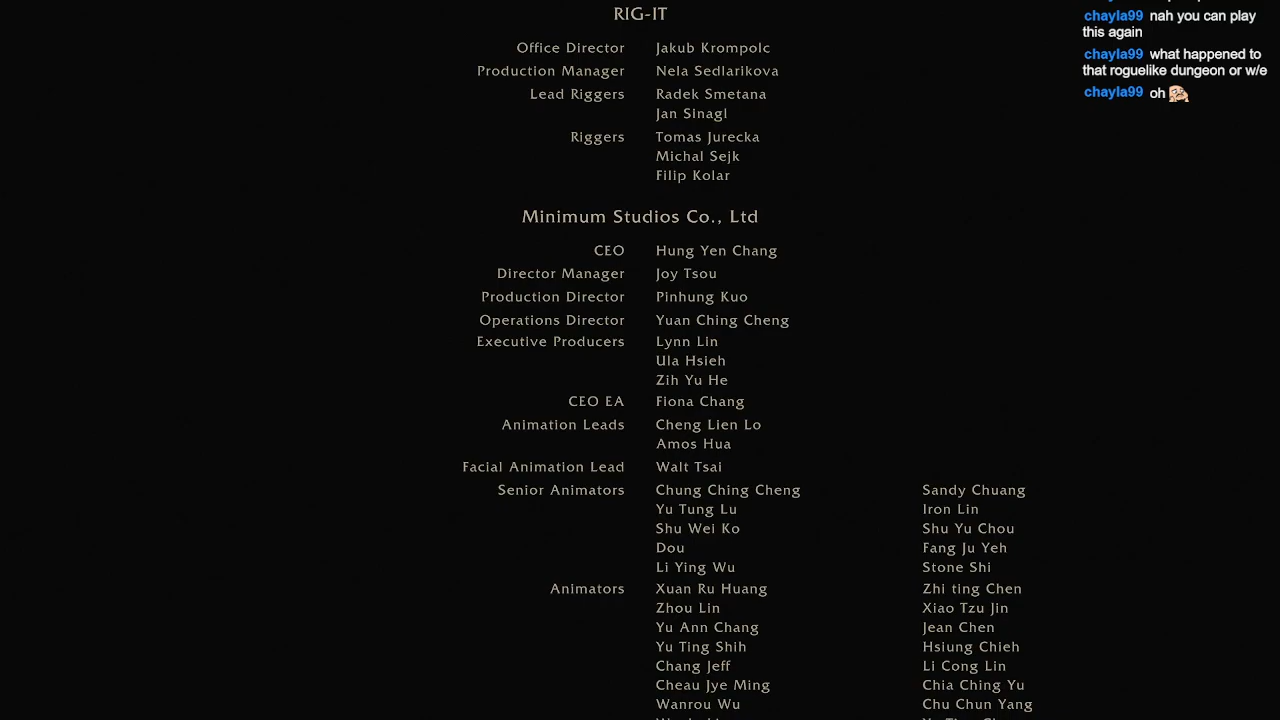 RIG-IT
Office Director Jakub Krompolc
Production Manager Nela Sedlarikova
Lead Riggers Radek Smetana
Jan Sinagl
Riggers Tomas Jurecka
Michal Sejk
Filip Kolar
Minimum Studios Co., Ltd
CEO Hung Yen Chang
Director Manager Joy Tsou
Production Director Pinhung Kuo
Operations Director Yuan Ching Cheng
Executive Producers Lynn Lin
Ula Hsieh
Zih Yu He
CEO EA Fiona Chang
Animation Leads Cheng Lien Lo
Amos Hua
Facial Animation Lead Walt Tsai
Senior Animators Chung Ching Cheng Sandy Chuang
Yu Tung Lu Iron Lin
Shu Wei Ko Shu Yu Chou
Dou Fang Ju Yeh
Li Ying Wu Stone Shi
Animators Xuan Ru Huang Zhi ting Chen
Zhou Lin Xiao Tzu Jin
Yu Ann Chang Jean Chen
Yu Ting Shih Hsiung Chieh
Chang Jeff Li Cong Lin
Cheau Jye Ming Chia Ching Yu
Wanrou Wu Chu Chun Yang
chayla99 nah you can play
this again
chayla99 what happened to
that roguelike dungeon or w/e
chayla99 oh